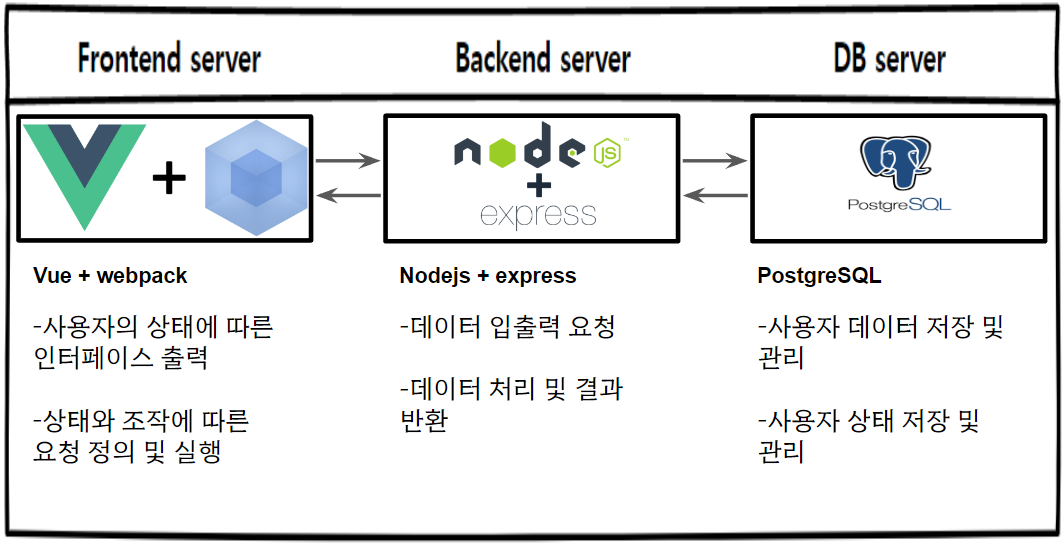 Frontend server
Backend server
DB server
+
node JS™
+
express
PostgreSQL
Vue + webpack
-사용자의 상태에 따른
인터페이스 출력
-상태와 조작에 따른
요청 정의 및 실행
Nodejs + express
-데이터 입출력 요청
-데이터 처리 및 결과
반환
PostgreSQL
-사용자 데이터 저장 및
관리
-사용자 상태 저장 및
관리